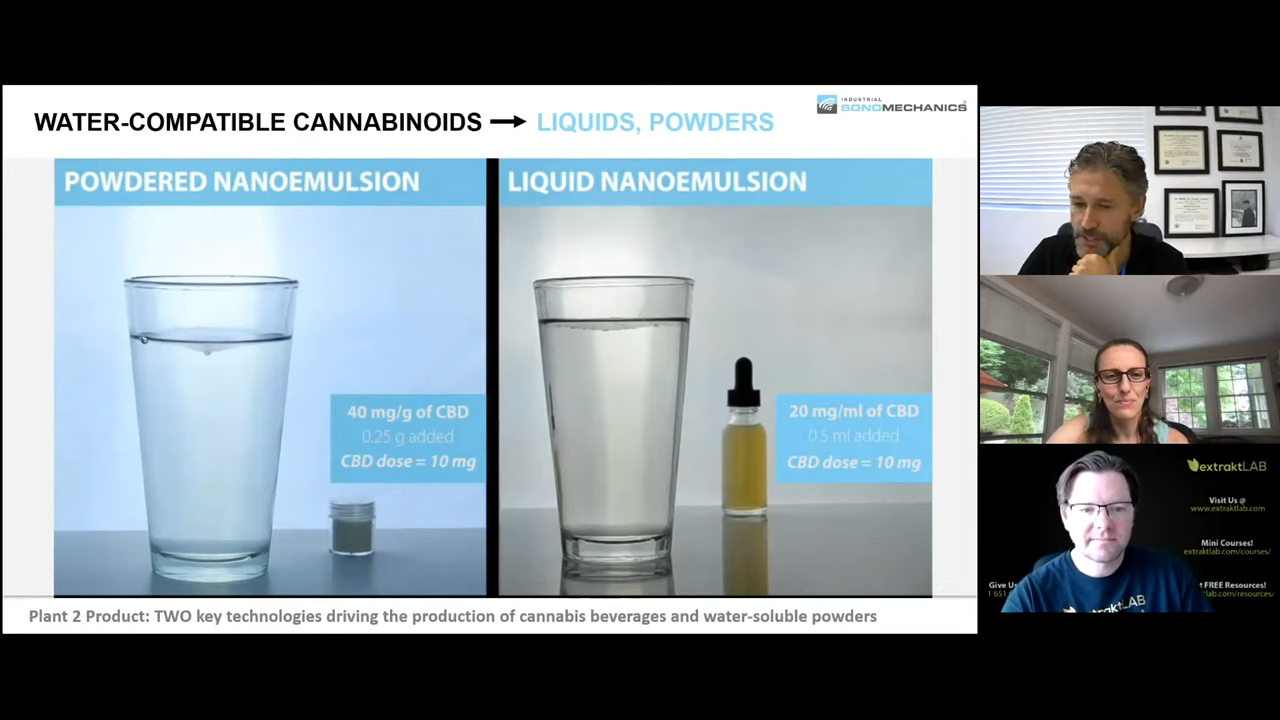 WATER-COMPATIBLE CANNABINOIDS → LIQUIDS, POWDERS
INDUSTRIAL
SONOMECHANICS
POWDERED NANOEMULSION
40 mg/g of CBD
0.25 g added
CBD dose = 10 mg
LIQUID NANOEMULSION
20 mg/ml of CBD
0.5 ml added
CBD dose = 10 mg
Plant 2 Product: TWO key technologies driving the production of cannabis beverages and water-soluble powders
extraktLAB
Visit Us @
www.extraktlab.com
Mini Courses!
extraktlab.com/courses/
Give Us
t FREE Resources!
1 651
lab.com/resources/